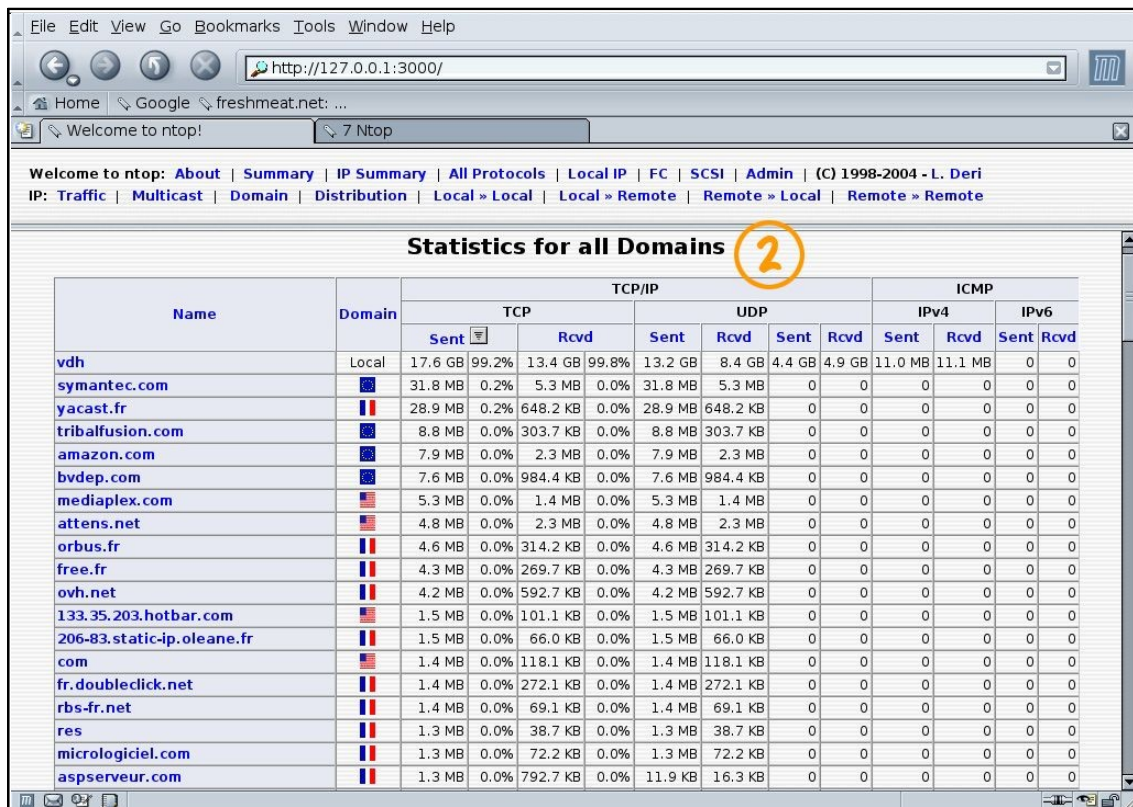 File Edit View Go Bookmarks Tools Window Help
http://127.0.0.1:3000/
Home Google freshmeat.net: ...
Welcome to ntop! 7 Ntop
Welcome to ntop: About | Summary | IP Summary | All Protocols | Local IP | FC | SCSI | Admin | (C) 1998-2004 - L. Deri
IP: Traffic | Multicast | Domain | Distribution | Local » Local | Local » Remote | Remote » Local | Remote » Remote
Statistics for all Domains 2
Name Domain TCP/IP ICMP
TCP UDP IPv4 IPv6
Sent Rcvd Sent Rcvd Sent Rcvd Sent Rcvd Sent Rcvd
vdh Local 17.6 GB 99.2% 13.4 GB 99.8% 13.2 GB 8.4 GB 4.4 GB 4.9 GB 11.0 MB 11.1 MB 0 0
symantec.com 31.8 MB 0.2% 5.3 MB 0.0% 31.8 MB 5.3 MB 0 0 0 0 0 0
yacast.fr 28.9 MB 0.2% 648.2 KB 0.0% 28.9 MB 648.2 KB 0 0 0 0 0 0
tribalfusion.com 8.8 MB 0.0% 303.7 KB 0.0% 8.8 MB 303.7 KB 0 0 0 0 0 0
amazon.com 7.9 MB 0.0% 2.3 MB 0.0% 7.9 MB 2.3 MB 0 0 0 0 0 0
bvdep.com 7.6 MB 0.0% 984.4 KB 0.0% 7.6 MB 984.4 KB 0 0 0 0 0 0
mediaplex.com 5.3 MB 0.0% 1.4 MB 0.0% 5.3 MB 1.4 MB 0 0 0 0 0 0
attens.net 4.8 MB 0.0% 2.3 MB 0.0% 4.8 MB 2.3 MB 0 0 0 0 0 0
orbus.fr 4.6 MB 0.0% 314.2 KB 0.0% 4.6 MB 314.2 KB 0 0 0 0 0 0
free.fr 4.3 MB 0.0% 269.7 KB 0.0% 4.3 MB 269.7 KB 0 0 0 0 0 0
ovh.net 4.2 MB 0.0% 592.7 KB 0.0% 4.2 MB 592.7 KB 0 0 0 0 0 0
133.35.203.hotbar.com 1.5 MB 0.0% 101.1 KB 0.0% 1.5 MB 101.1 KB 0 0 0 0 0 0
206-83.static-ip.oleane.fr 1.5 MB 0.0% 66.0 KB 0.0% 1.5 MB 66.0 KB 0 0 0 0 0 0
com 1.4 MB 0.0% 118.1 KB 0.0% 1.4 MB 118.1 KB 0 0 0 0 0 0
fr.doubleclick.net 1.4 MB 0.0% 272.1 KB 0.0% 1.4 MB 272.1 KB 0 0 0 0 0 0
rbs-fr.net 1.4 MB 0.0% 69.1 KB 0.0% 1.4 MB 69.1 KB 0 0 0 0 0 0
res 1.3 MB 0.0% 38.7 KB 0.0% 1.3 MB 38.7 KB 0 0 0 0 0 0
micrologiciel.com 1.3 MB 0.0% 72.2 KB 0.0% 1.3 MB 72.2 KB 0 0 0 0 0 0
aspserveur.com 1.3 MB 0.0% 792.7 KB 0.0% 11.9 KB 16.3 KB 0 0 0 0 0 0